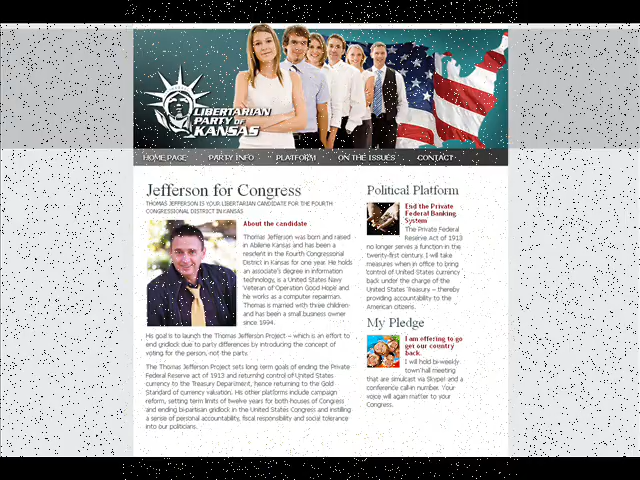 LIBERTARIAN
PARTY OF
KANSAS
HOME PAGE PARTY INFO PLATFORM ON THE ISSUES CONTACT
Jefferson for Congress
THOMAS JEFFERSON IS YOUR LIBERTARIAN CANDIDATE FOR THE FOURTH
CONGRESSIONAL DISTRICT IN KANSAS
About the candidate
Thomas Jefferson was born and raised
in Abilene Kansas and has been a
resident in the Fourth Congressional
District in Kansas for one year. He holds
an associate's degree in information
technology, is a United States Navy
Veteran of Operation Good Hope and
he works as a computer repairman.
Thomas is married with three children
and has been a small business owner
since 1994.
His goal is to launch the Thomas Jefferson Project – which is an effort to
end gridlock due to party differences by introducing the concept of
voting for the person, not the party.
The Thomas Jefferson Project sets long term goals of ending the Private
Federal Reserve act of 1913 and returning control of United States
currency to the Treasury Department, hence returning to the Gold
Standard of currency valuation. His other platforms include campaign
reform, setting term limits of twelve years for both houses of Congress
and ending bi-partisan gridlock in the United States Congress and instilling
a sense of personal accountability, fiscal responsibility and social tolerance
into our politicians.
Political Platform
End the Private
Federal Banking
System
The Private Federal
Reserve Act of 1913
no longer serves a function in the
twenty-first century. I will take
measures when in office to bring
control of United States currency
back under the charge of the
United States Treasury – thereby
providing accountability to the
American citizens.
My Pledge
I am offering to go
get our country
back.
I will hold bi-weekly
town hall meeting
that are simulcast via Skype and a
conference call-in number. Your
voice will again matter to your
Congress.